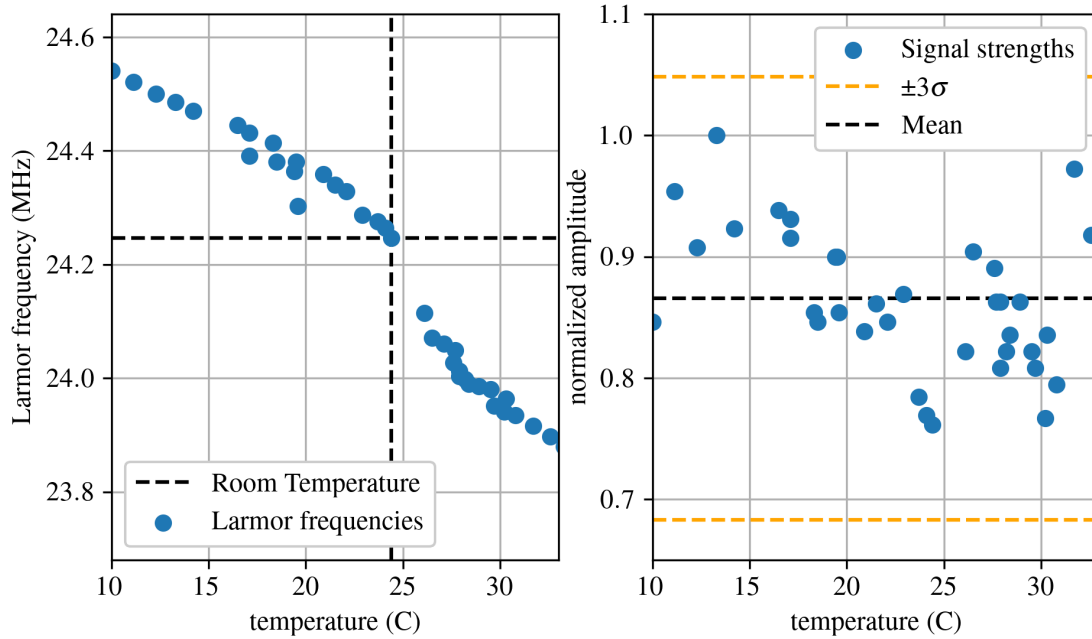 24.6
24.4
24.2
24.0
23.8
Larmor frequency (MHz)
10
15
20
25
30
temperature (C)
Room Temperature
Larmor frequencies
1.1
1.0
0.9
0.8
0.7
normalized amplitude
10
15
20
25
30
temperature (C)
Signal strengths
±3σ
Mean